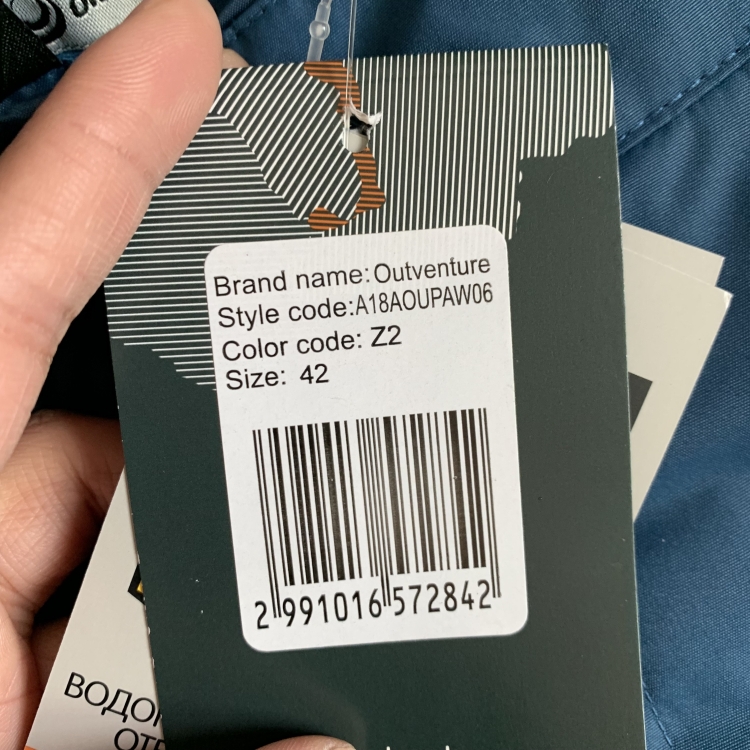 Brand name: Outventure
Style code: A18AOUPAW06
Color code: Z2
Size: 42
2 991016 572842